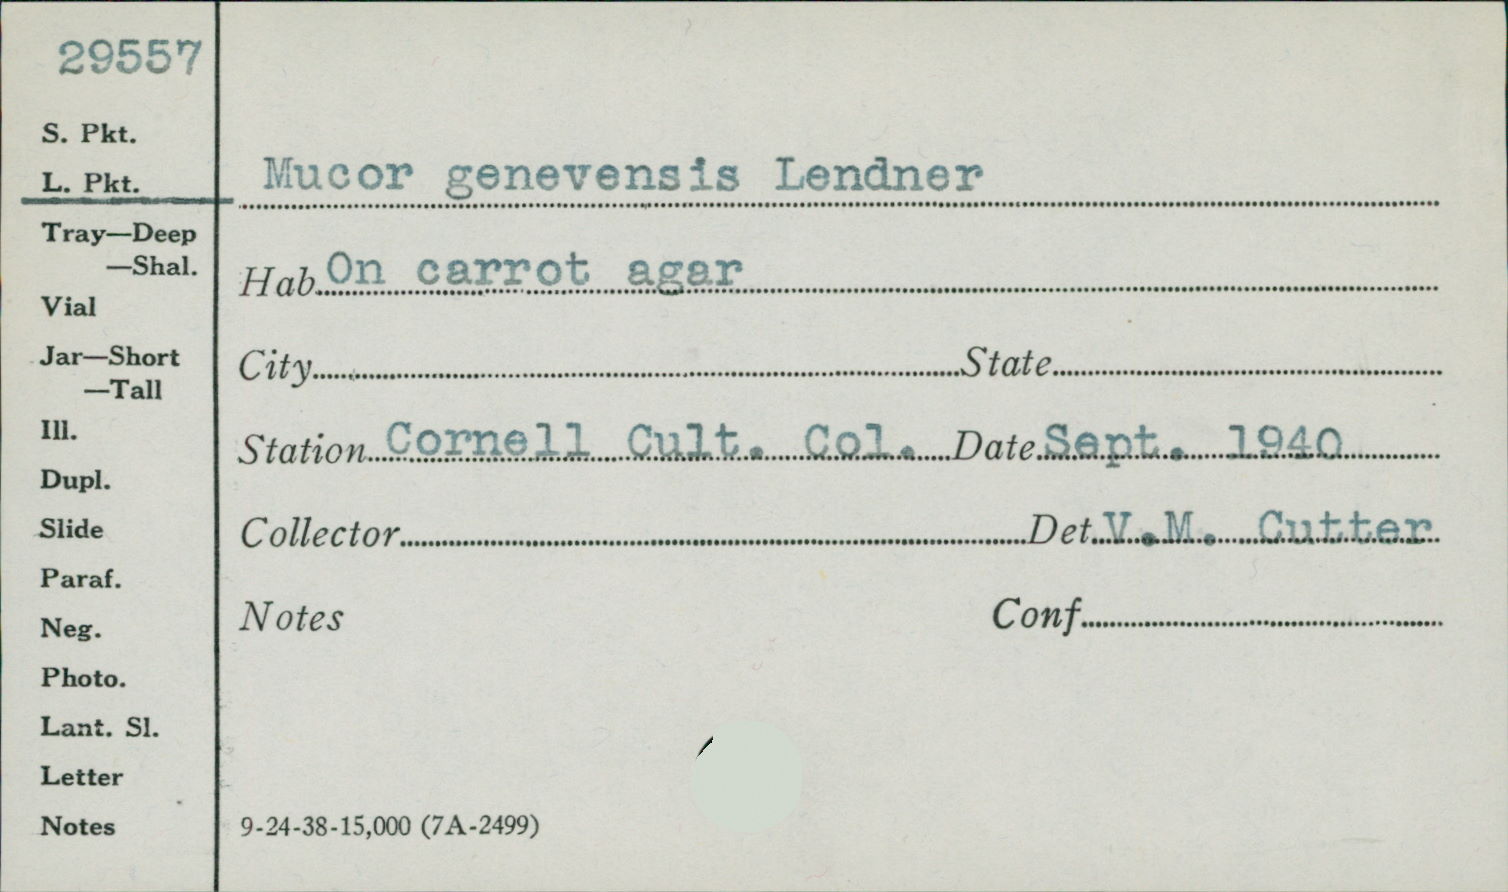 29557
S. Pkt.
L. Pkt.
Tray—Deep
—Shal.
Vial
Jar—Short
—Tall
Ill.
Dupl.
Slide
Paraf.
Neg.
Photo.
Lant. Sl.
Letter
Notes
Mucor genevensis Lendner
Hab On carrot agar
City State
Station Cornell Cult. Col. Date Sept. 1940
Collector Det. V.M. Cutter
Notes Conf.
9-24-38-15,000 (7A-2499)